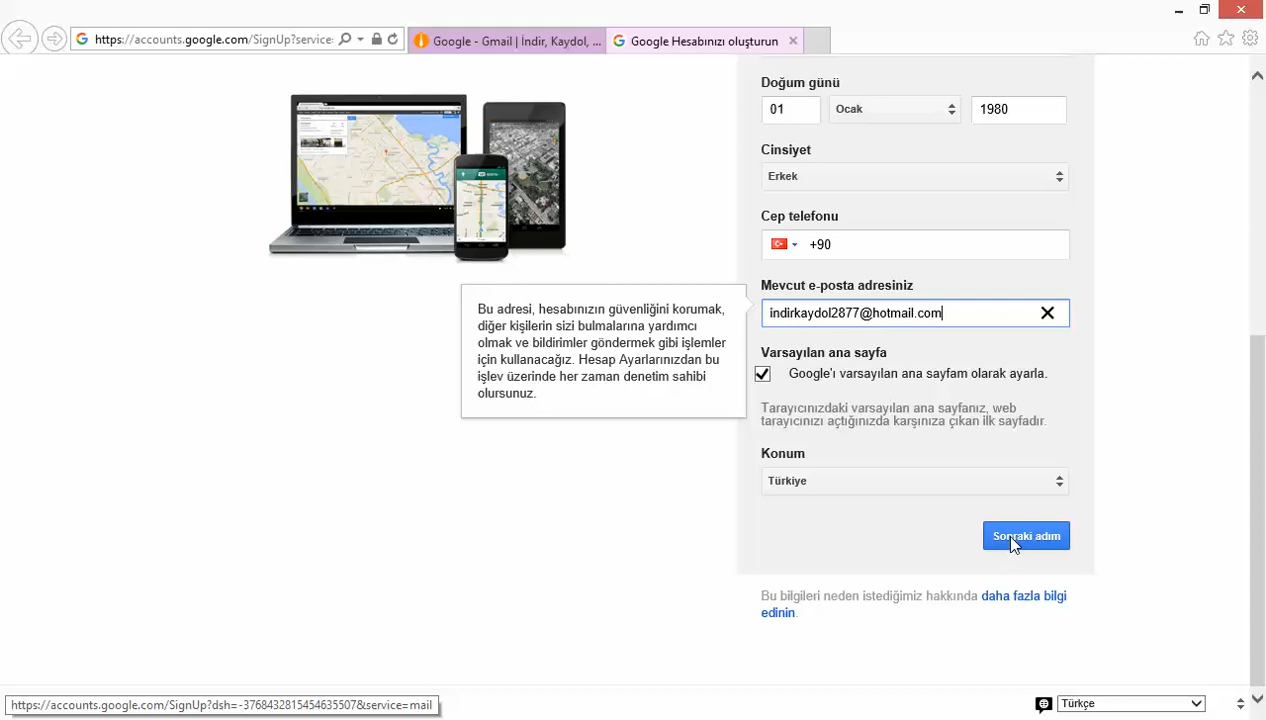 https://accounts.google.com/SignUp?service:
Google - Gmail | İndir, Kaydol, ...
Google Hesabınızı oluşturun
Doğum günü
01
Ocak
1980
Cinsiyet
Erkek
Cep telefonu
+90
Mevcut e-posta adresiniz
indirkaydol2877@hotmail.com
Bu adresi, hesabınızın güvenliğini korumak,
diğer kişilerin sizi bulmalarına yardımcı
olmak ve bildirimler göndermek gibi işlemler
için kullanacağız. Hesap Ayarlarınızdan bu
işlev üzerinde her zaman denetim sahibi
olursunuz.
Varsayılan ana sayfa
Google'ı varsayılan ana sayfam olarak ayarla.
Tarayıcınızdaki varsayılan ana sayfanız, web
tarayıcınızı açtığınızda karşınıza çıkan ilk sayfadır.
Konum
Türkiye
Sonraki adım
Bu bilgileri neden istediğimiz hakkında daha fazla bilgi
edinin.
https://accounts.google.com/SignUp?dsh=-3768432815454635507&service=mail
Türkçe